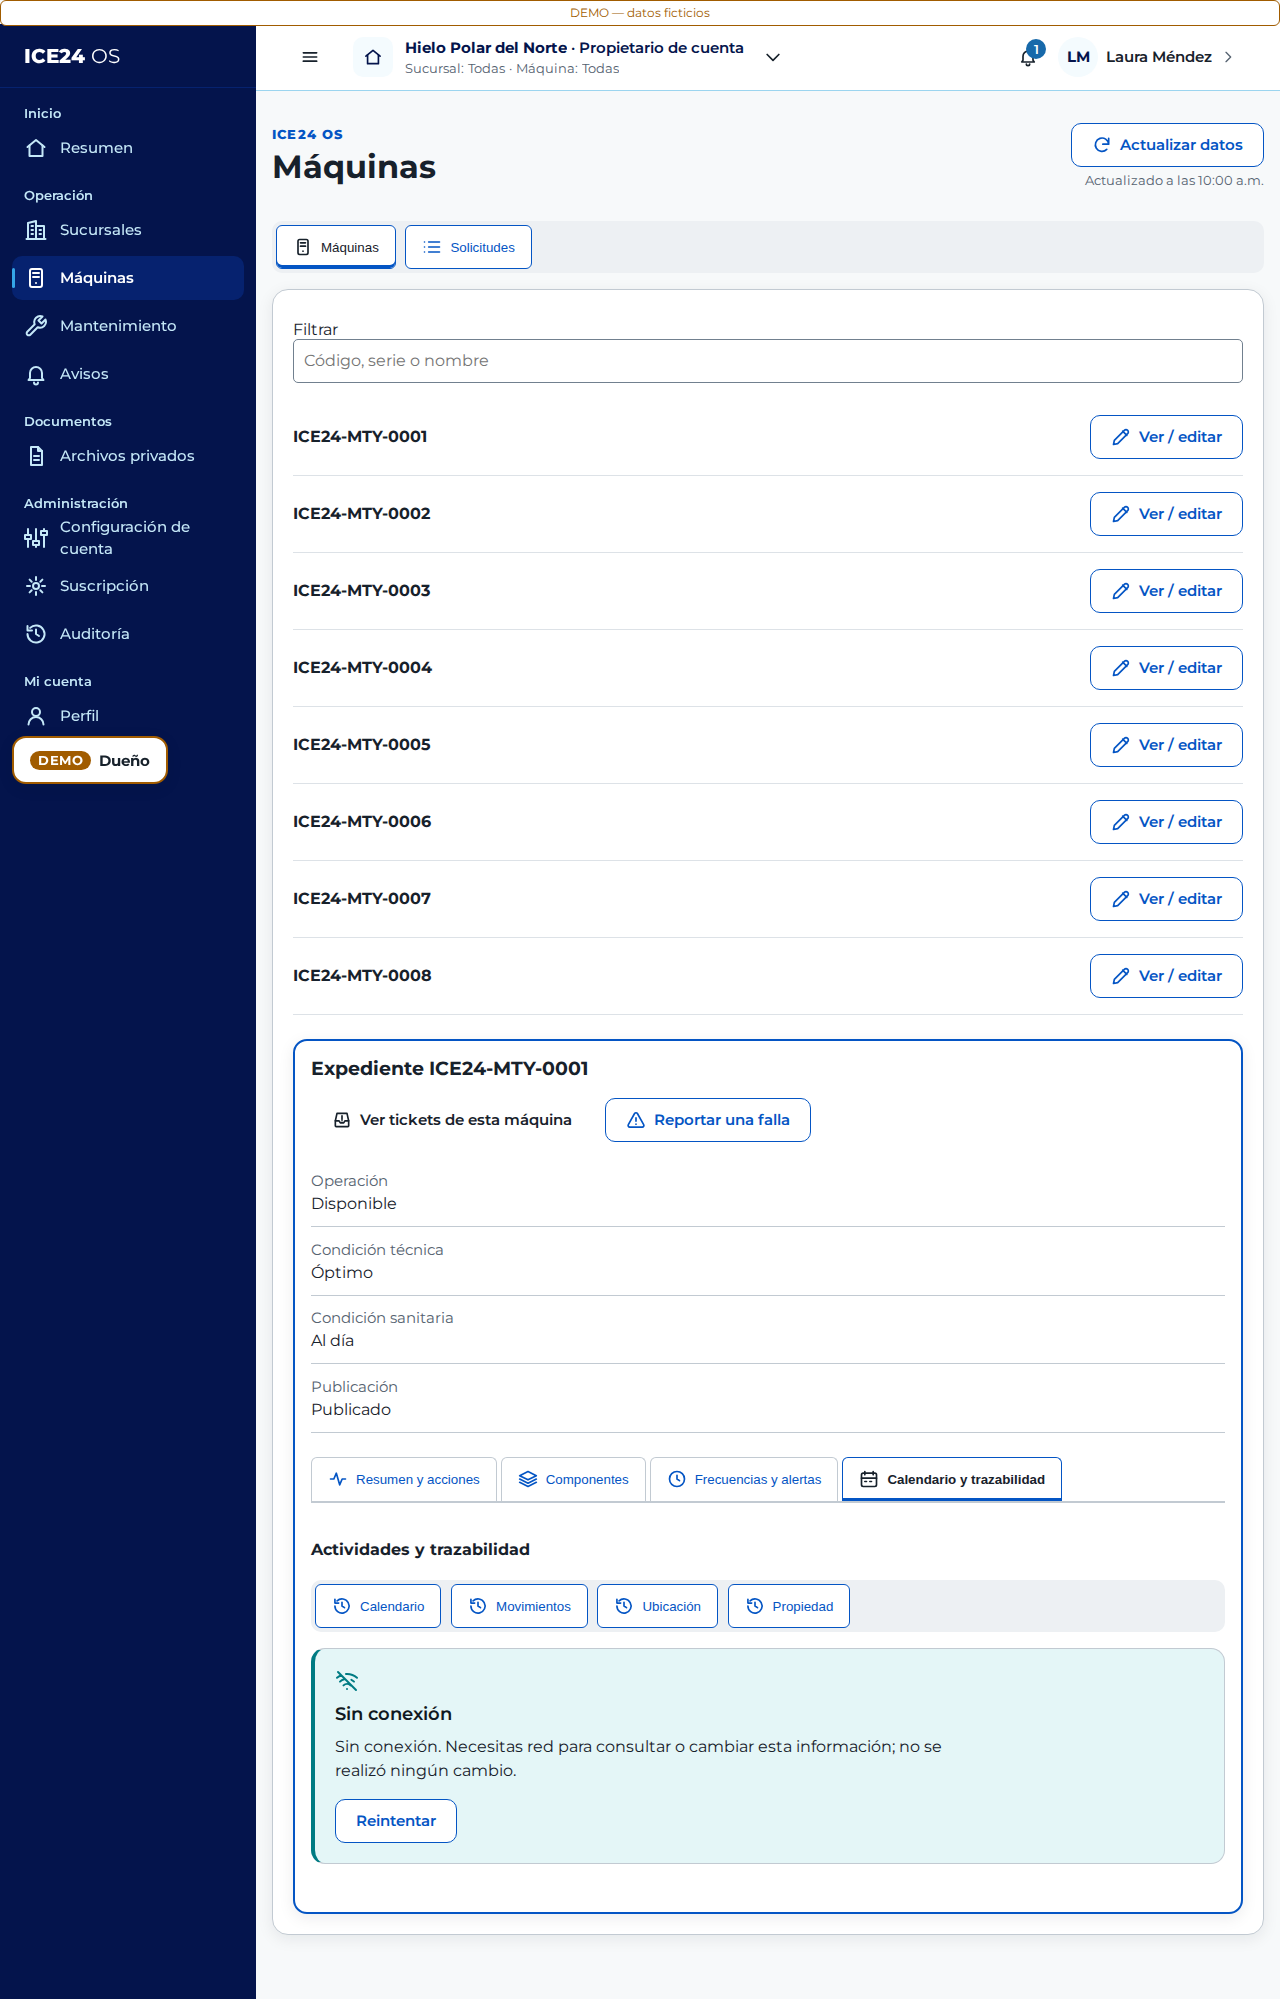 DEMO — datos ficticios
ICE24 OS
Hielo Polar del Norte · Propietario de cuenta
Sucursal: Todas · Máquina: Todas
1
LM
Laura Méndez
Inicio
Resumen
Operación
Sucursales
Máquinas
Mantenimiento
Avisos
Documentos
Archivos privados
Administración
Configuración de
cuenta
Suscripción
Auditoría
Mi cuenta
Perfil
DEMO Dueño
ICE24 OS
Máquinas
Actualizar datos
Actualizado a las 10:00 a.m.
Máquinas
Solicitudes
Filtrar
Código, serie o nombre
ICE24-MTY-0001
Ver / editar
ICE24-MTY-0002
Ver / editar
ICE24-MTY-0003
Ver / editar
ICE24-MTY-0004
Ver / editar
ICE24-MTY-0005
Ver / editar
ICE24-MTY-0006
Ver / editar
ICE24-MTY-0007
Ver / editar
ICE24-MTY-0008
Ver / editar
Expediente ICE24-MTY-0001
Ver tickets de esta máquina
Reportar una falla
Operación
Disponible
Condición técnica
Óptimo
Condición sanitaria
Al día
Publicación
Publicado
Resumen y acciones
Componentes
Frecuencias y alertas
Calendario y trazabilidad
Actividades y trazabilidad
Calendario
Movimientos
Ubicación
Propiedad
Sin conexión
Sin conexión. Necesitas red para consultar o cambiar esta información; no se
realizó ningún cambio.
Reintentar